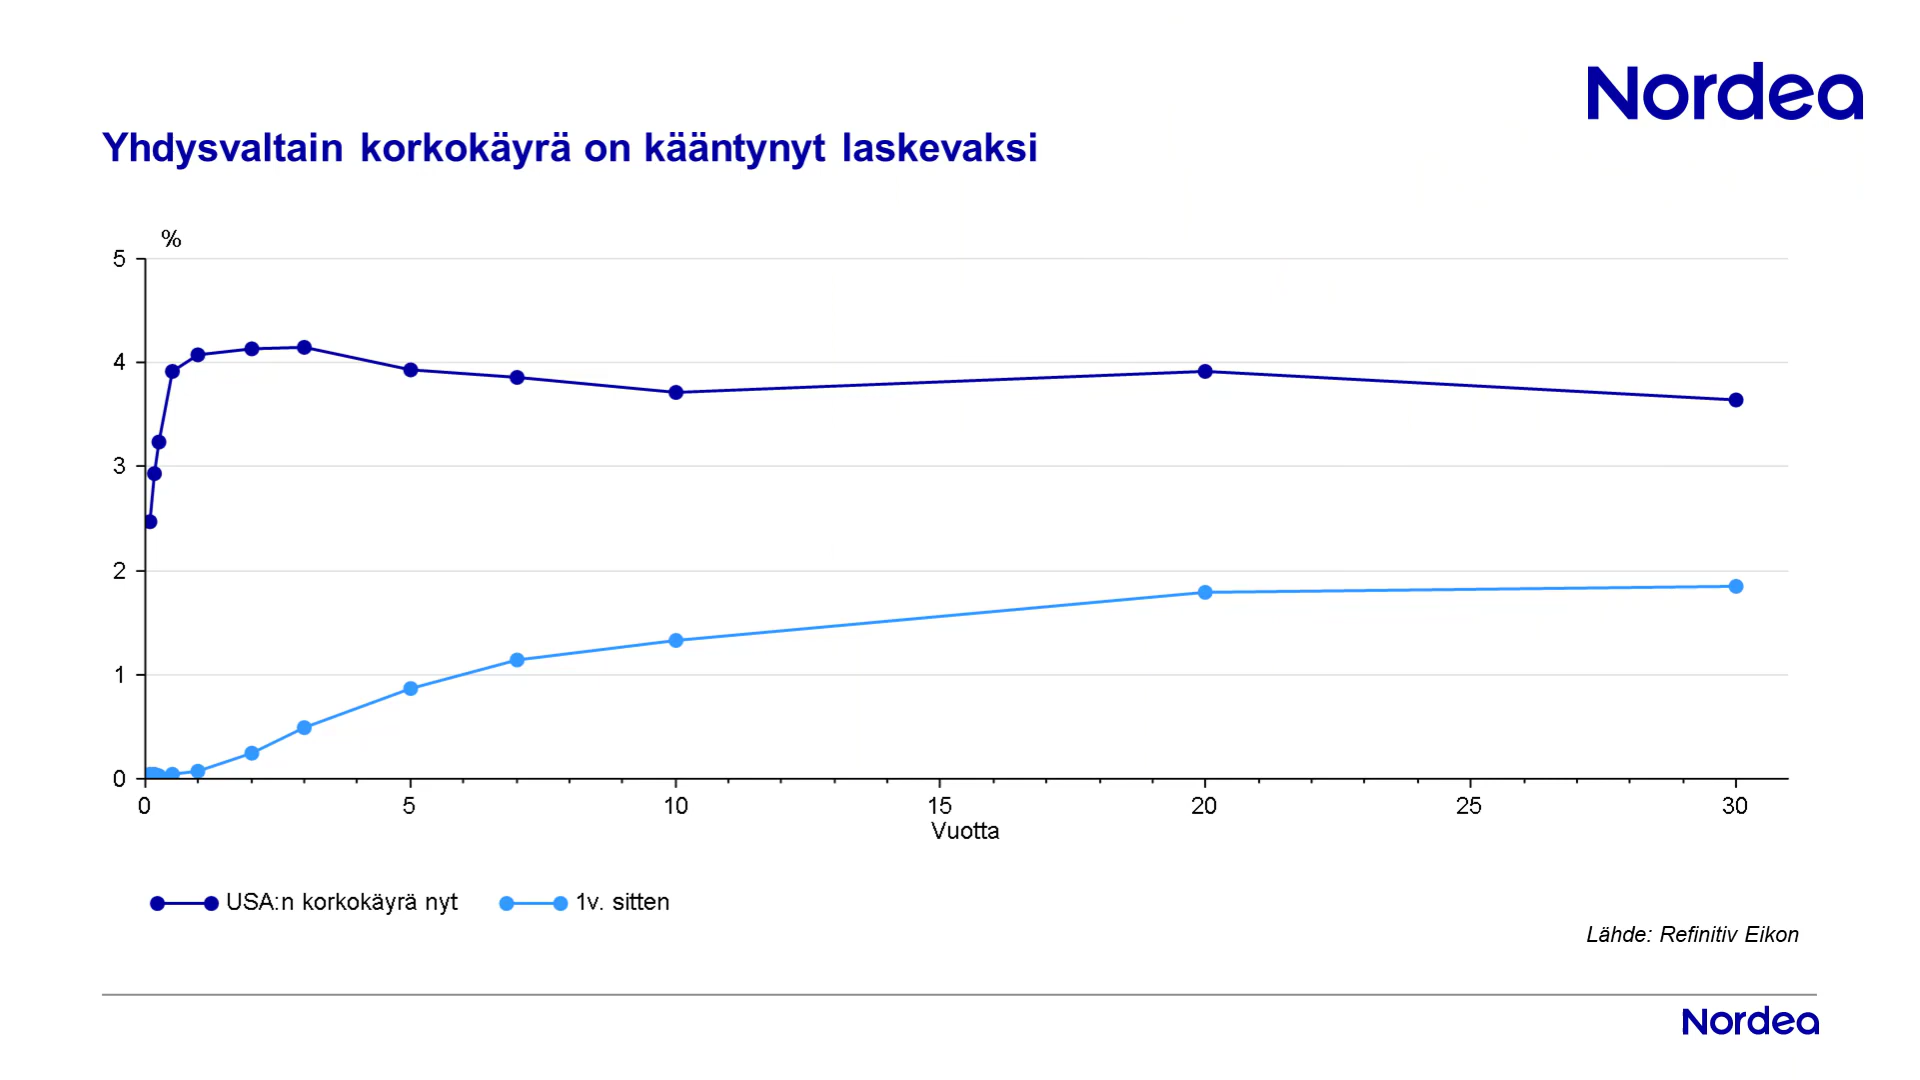 Nordea
Yhdysvaltain korkokäyrä on kääntynyt laskevaksi
%
5
4
3
2
1
0
0 5 10 15 20 25 30
Vuotta
USA:n korkokäyrä nyt 1v. sitten
Lähde: Refinitiv Eikon
Nordea